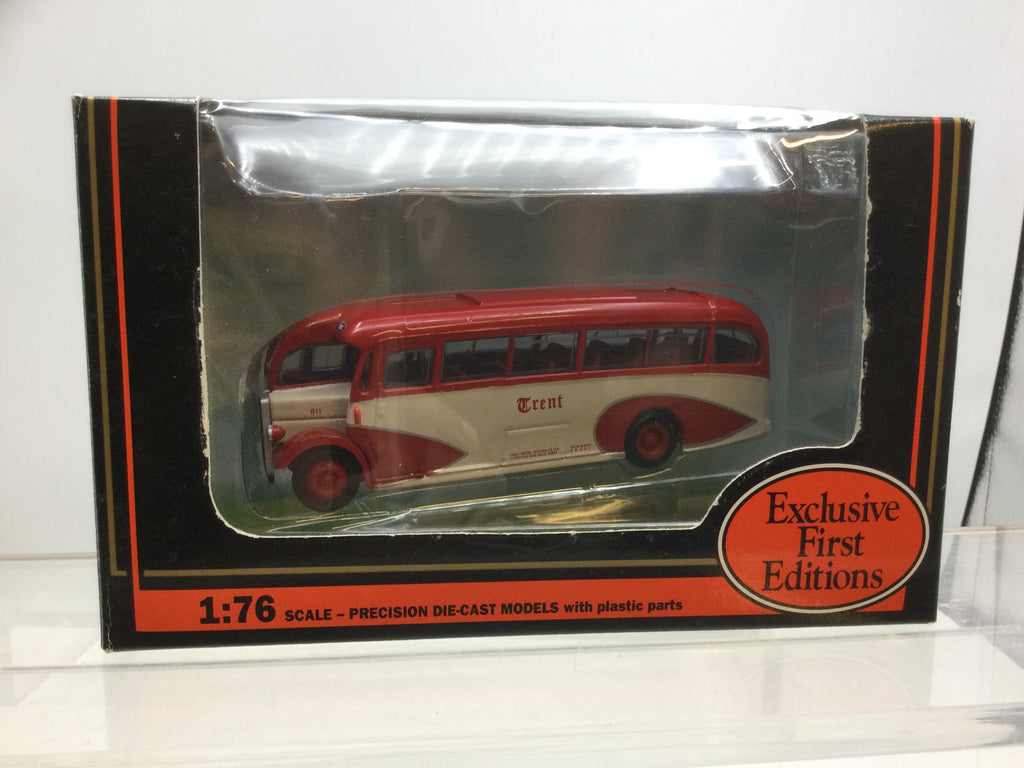 611
Trent
Exclusive
First
Editions
1:76 SCALE – PRECISION DIE-CAST MODELS with plastic parts